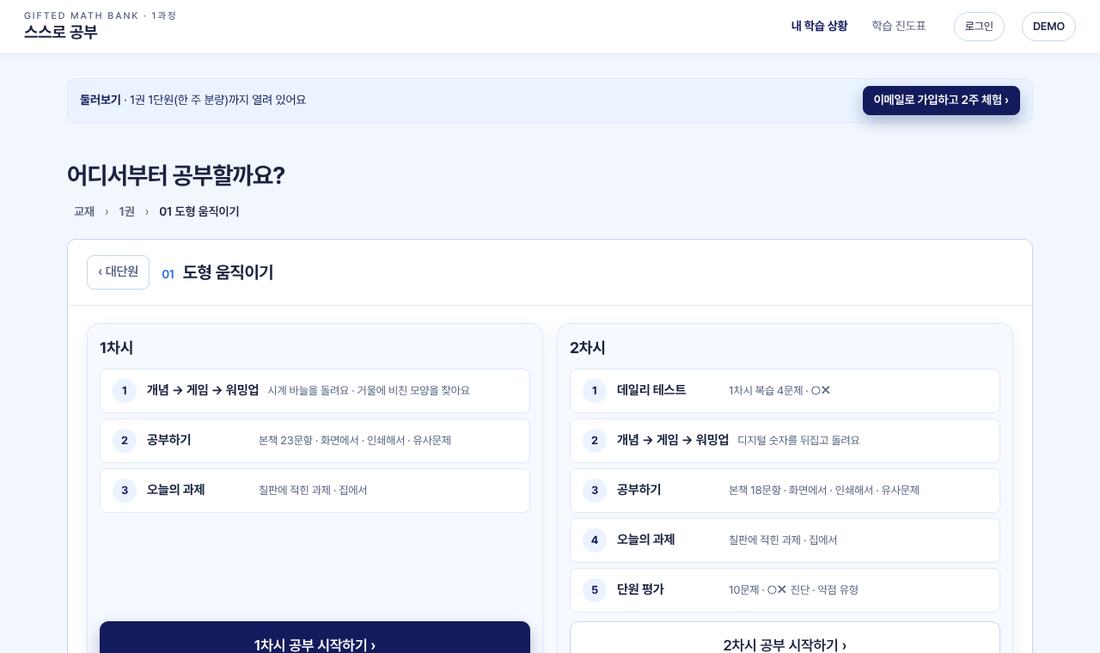 GIFTED MATH BANK · 1과정
스스로 공부
내 학습 상황
학습 진도표
로그인
DEMO
둘러보기 · 1권 1단원(한 주 분량)까지 열려 있어요
이메일로 가입하고 2주 체험 ›
어디서부터 공부할까요?
교재 › 1권 › 01 도형 움직이기
‹ 대단원
01 도형 움직이기
1차시
1 개념 → 게임 → 워밍업 시계 바늘을 돌려요 · 거울에 비친 모양을 찾아요
2 공부하기 본책 23문항 · 화면에서 · 인쇄해서 · 유사문제
3 오늘의 과제 칠판에 적힌 과제 · 집에서
1차시 공부 시작하기 ›
2차시
1 데일리 테스트 1차시 복습 4문제 · ○✕
2 개념 → 게임 → 워밍업 디지털 숫자를 뒤집고 돌려요
3 공부하기 본책 18문항 · 화면에서 · 인쇄해서 · 유사문제
4 오늘의 과제 칠판에 적힌 과제 · 집에서
5 단원 평가 10문제 · ○✕ 진단 · 약점 유형
2차시 공부 시작하기 ›